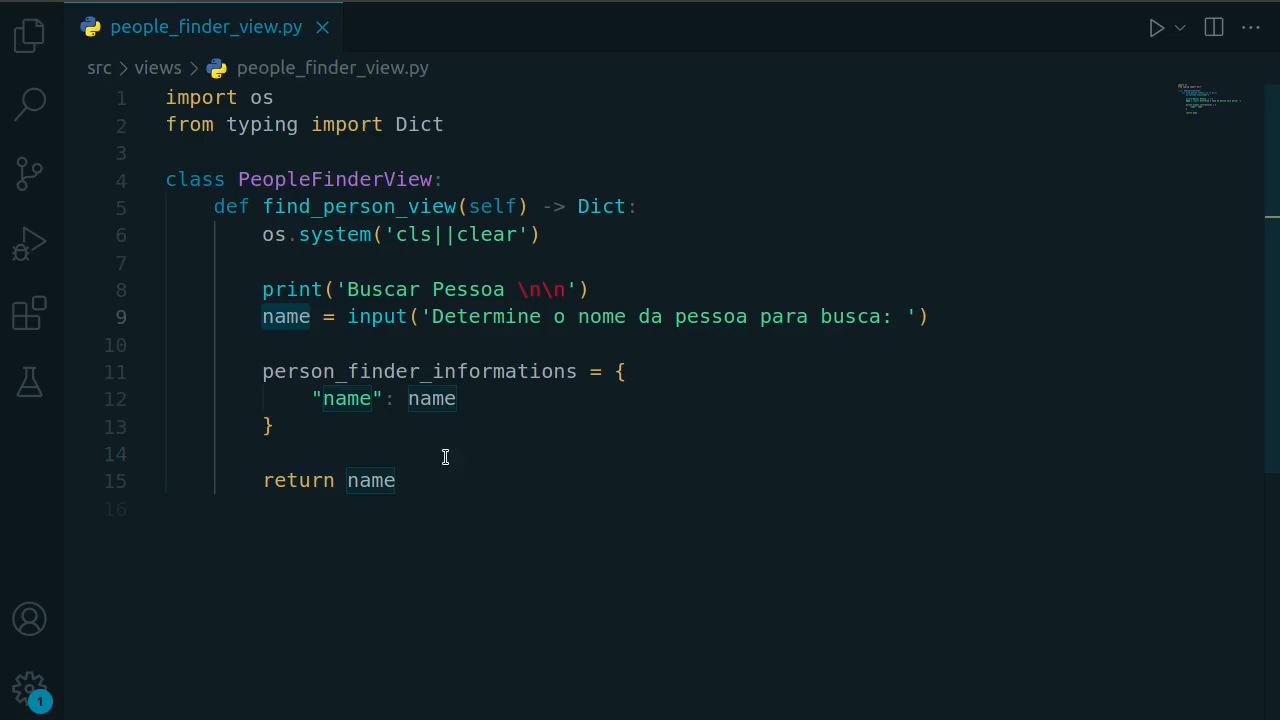 people_finder_view.py
src > views > people_finder_view.py
1 import os
2 from typing import Dict
3
4 class PeopleFinderView:
5 def find_person_view(self) -> Dict:
6 os.system('cls||clear')
7
8 print('Buscar Pessoa \n\n')
9 name = input('Determine o nome da pessoa para busca: ')
10
11 person_finder_informations = {
12 "name": name
13 }
14
15 return name
16
1